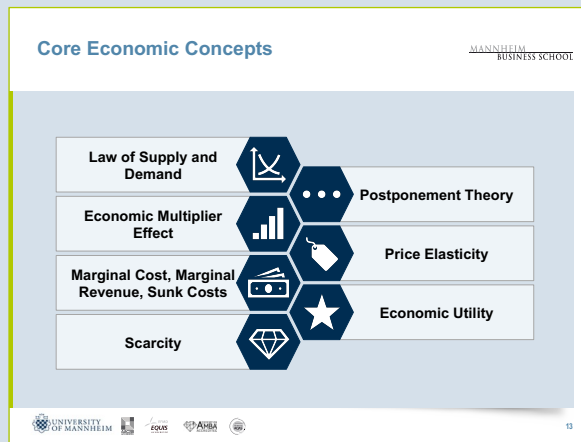 Core Economic Concepts
MANNHEIM
BUSINESS SCHOOL
Law of Supply and
Demand
Economic Multiplier
Effect
Marginal Cost, Marginal
Revenue, Sunk Costs
Scarcity
Postponement Theory
Price Elasticity
Economic Utility
UNIVERSITY
OF MANNHEIM
EQUIS
AMBA
13